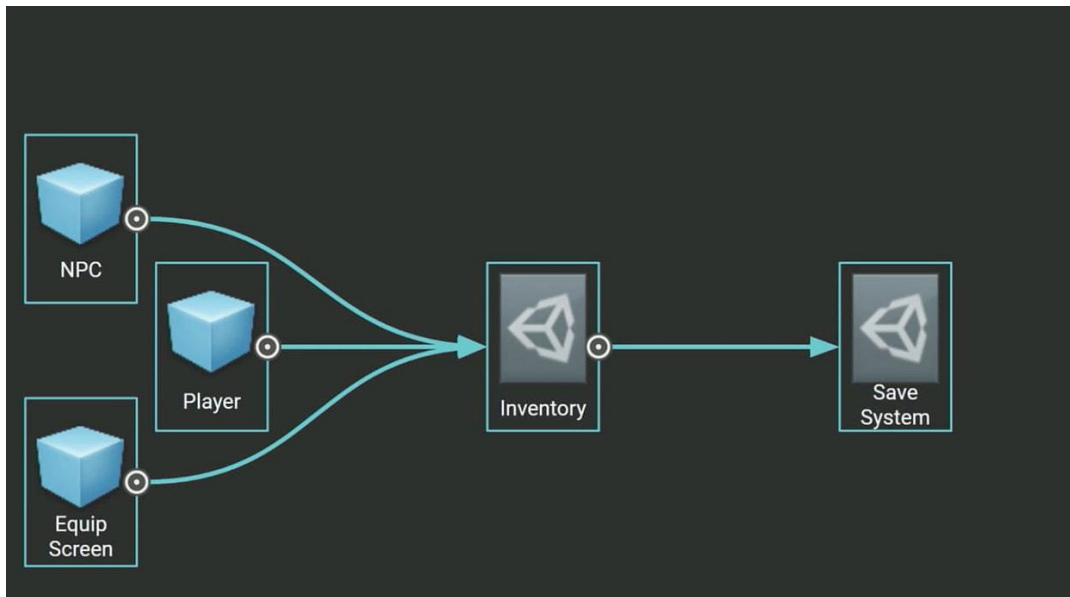 NPC
Player
Equip
Screen
Inventory
Save
System